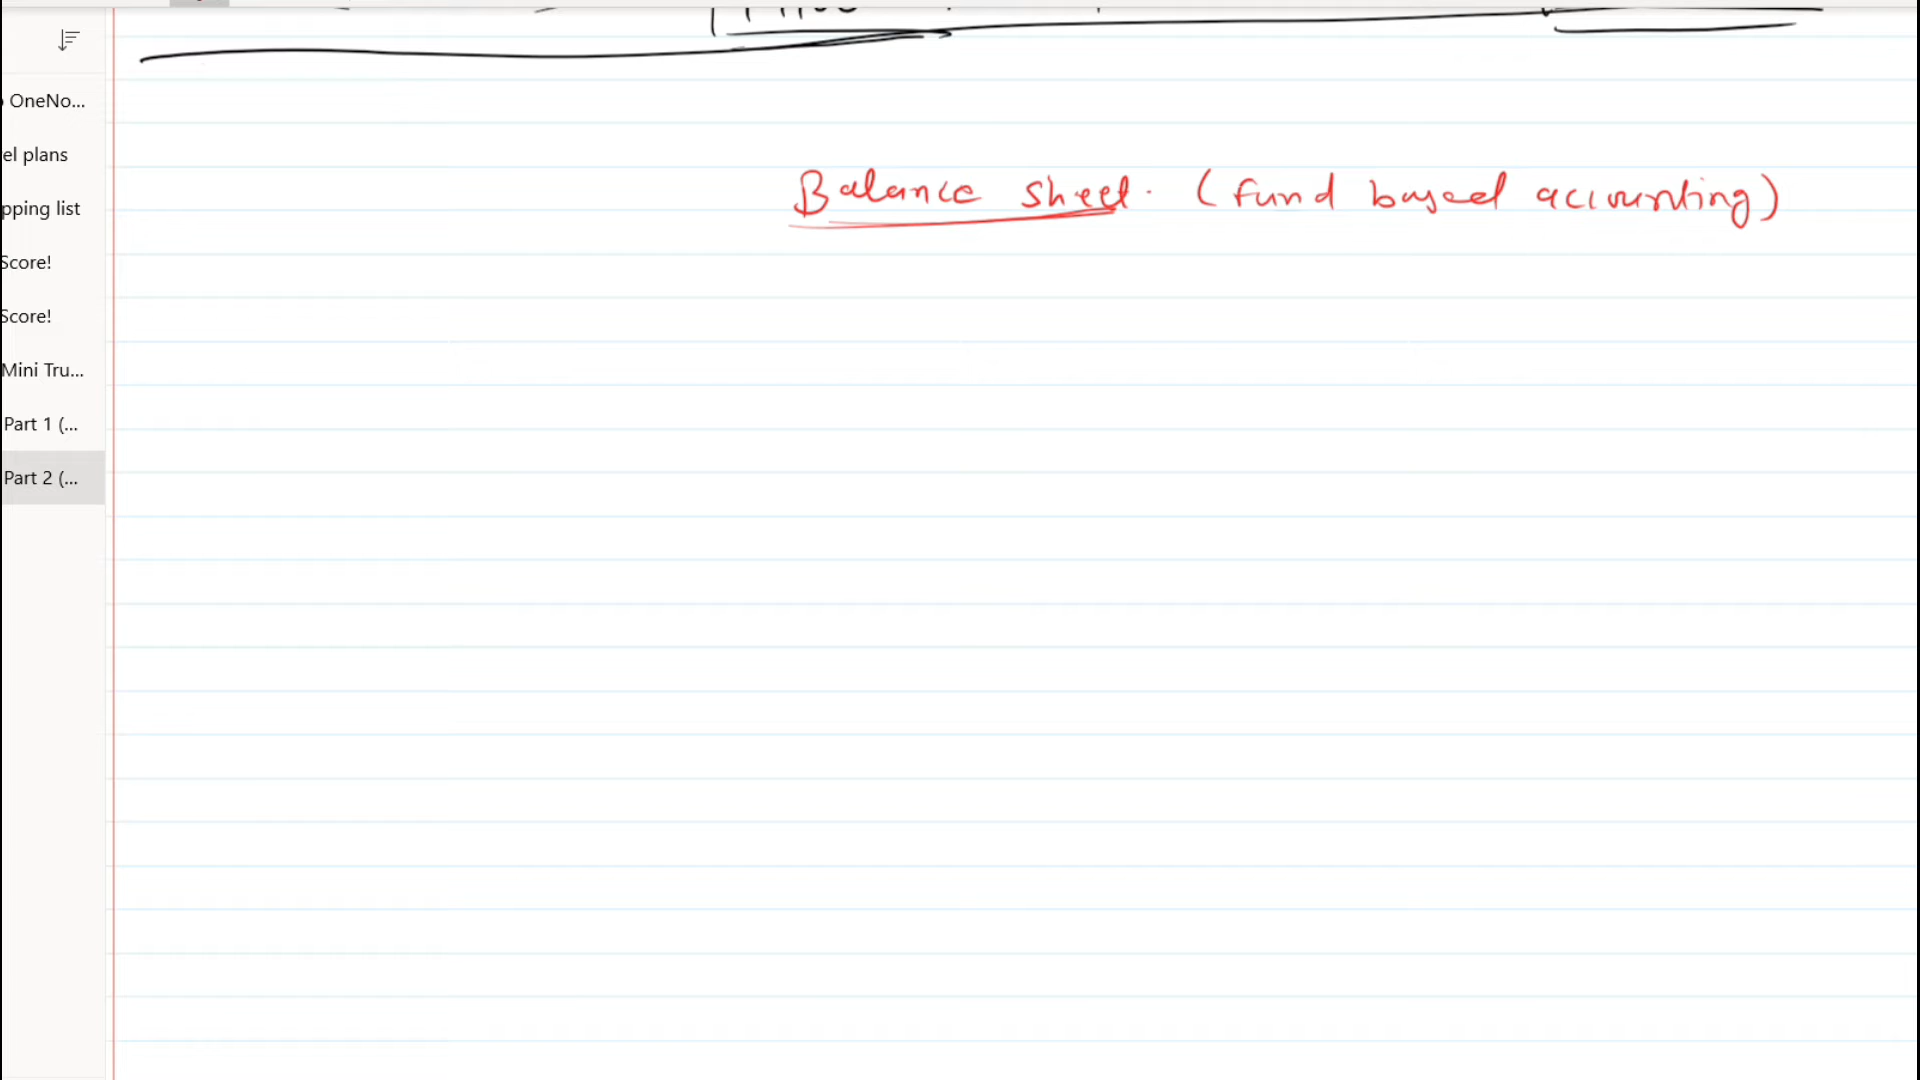 OneNo...
el plans
pping list
Score!
Score!
Mini Tru...
Part 1 (...
Part 2 (...
Balance sheet. (fund based accounting)